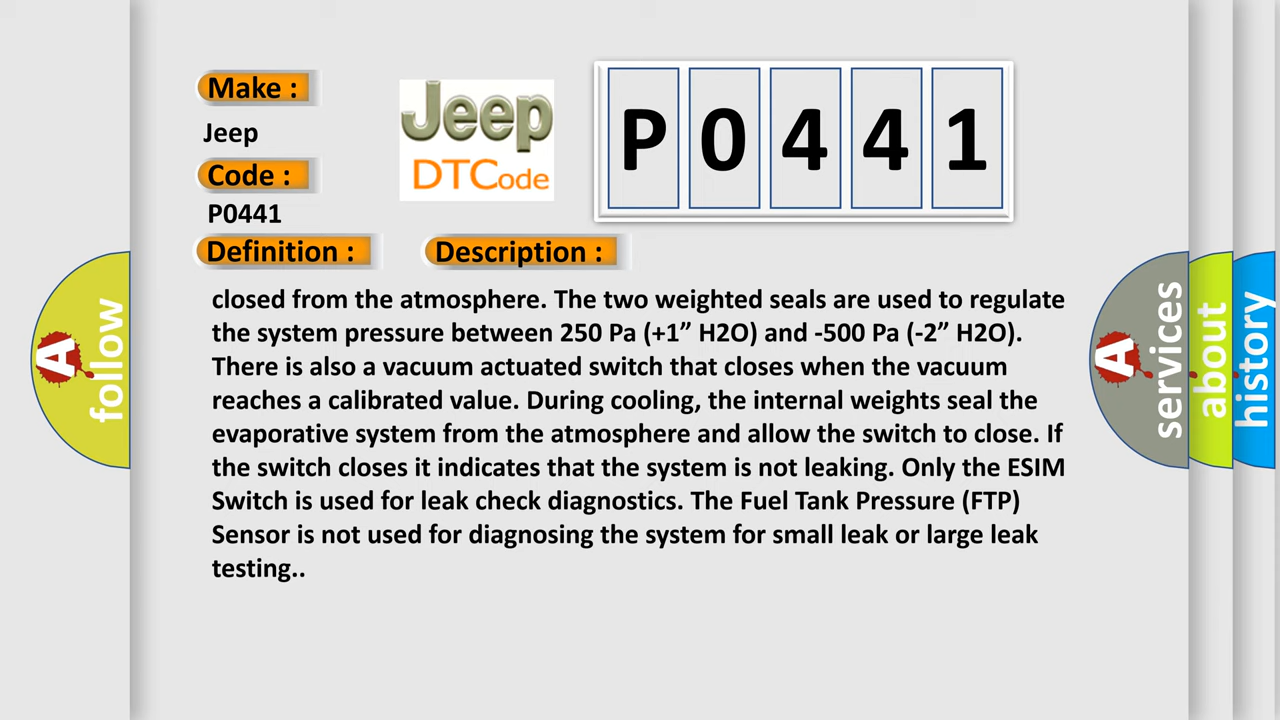 Make :
Jeep
Code :
P0441
Jeep
DTCode
P0441
Definition :
Description :
closed from the atmosphere. The two weighted seals are used to regulate
the system pressure between 250 Pa (+1” H2O) and -500 Pa (-2” H2O).
There is also a vacuum actuated switch that closes when the vacuum
reaches a calibrated value. During cooling, the internal weights seal the
evaporative system from the atmosphere and allow the switch to close. If
the switch closes it indicates that the system is not leaking. Only the ESIM
Switch is used for leak check diagnostics. The Fuel Tank Pressure (FTP)
Sensor is not used for diagnosing the system for small leak or large leak
testing..
A
follow
A
services
about
history